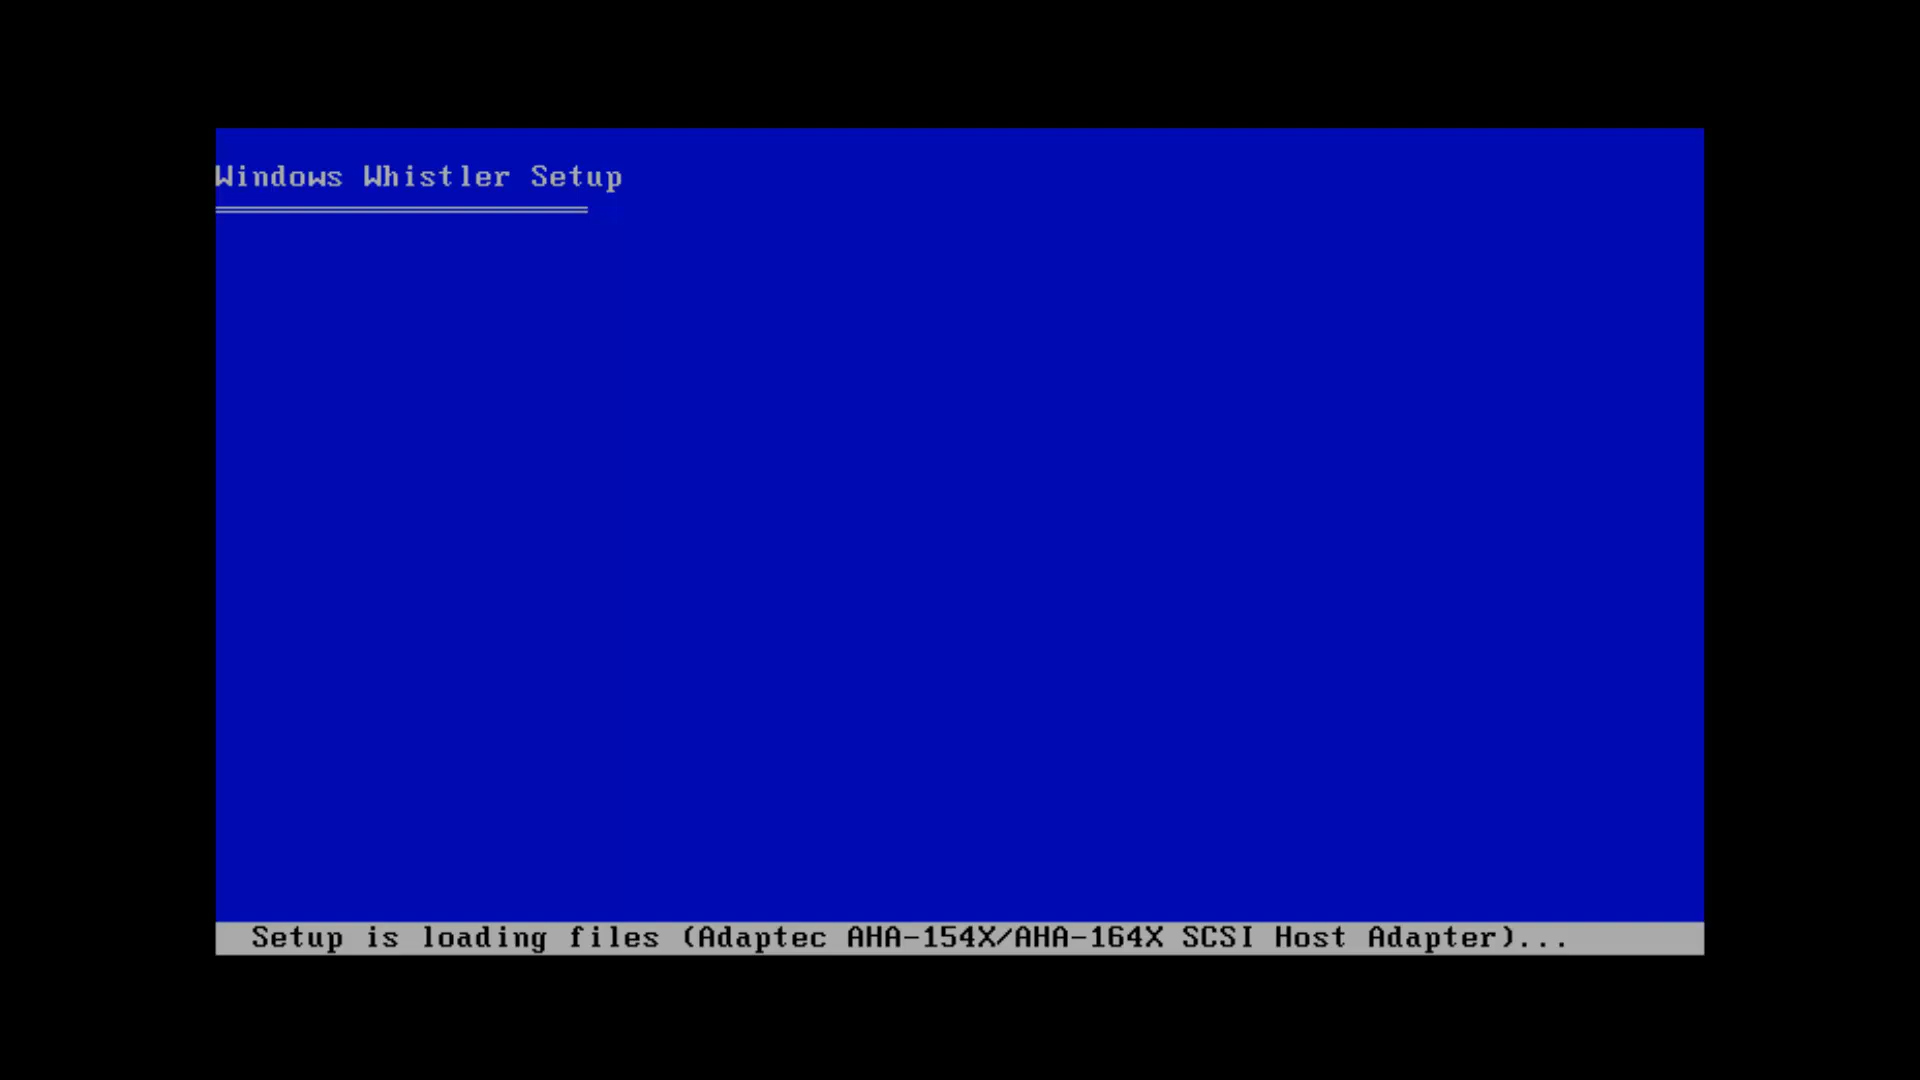 Windows Whistler Setup
Setup is loading files (Adaptec AHA-154X/AHA-164X SCSI Host Adapter)...